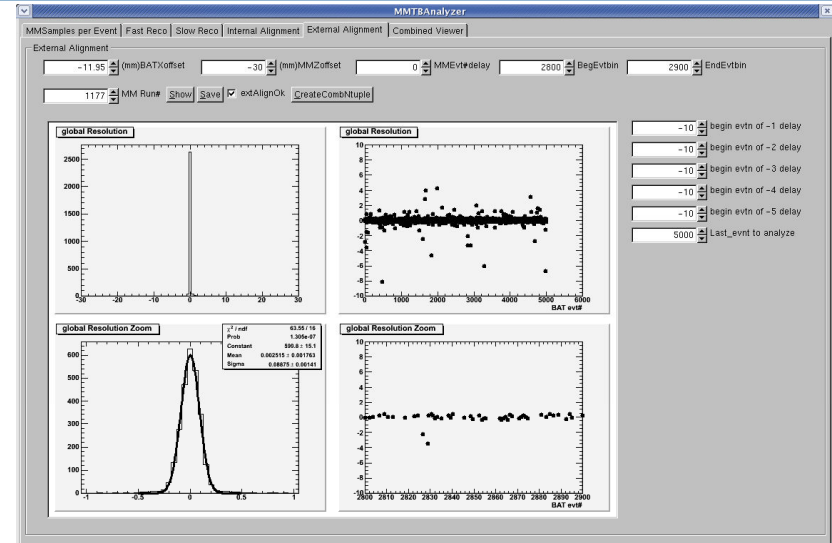 MMTBAnalyzer
MMSamples per Event Fast Reco Slow Reco Internal Alignment External Alignment Combined Viewer
External Alignment
-11.95 (mm)BATXoffset -30 (mm)MMZoffset 0 MMEvt#delay 2800 BegEvtbin 2900 EndEvtbin
1177 MM Run# Show Save extAlignOk CreateCombNtuple
global Resolution
2500
2000
1500
1000
500
0
-30 -20 -10 0 10 20 30
global Resolution
10
8
6
4
2
0
-2
-4
-6
-8
-10
0 1000 2000 3000 4000 5000 6000
BAT evt#
-10 begin evtn of -1 delay
-10 begin evtn of -2 delay
-10 begin evtn of -3 delay
-10 begin evtn of -4 delay
-10 begin evtn of -5 delay
5000 Last_evnt to analyze
global Resolution Zoom
χ² / ndf 63.55 / 16
Prob 1.305e-07
Constant 599.8 ± 15.1
Mean 0.002515 ± 0.001763
Sigma 0.08875 ± 0.00141
600
500
400
300
200
100
0
-1 -0.5 0 0.5 1
global Resolution Zoom
10
8
6
4
2
0
-2
-4
-6
-8
-10
2800 2810 2820 2830 2840 2850 2860 2870 2880 2890 2900
BAT evt#